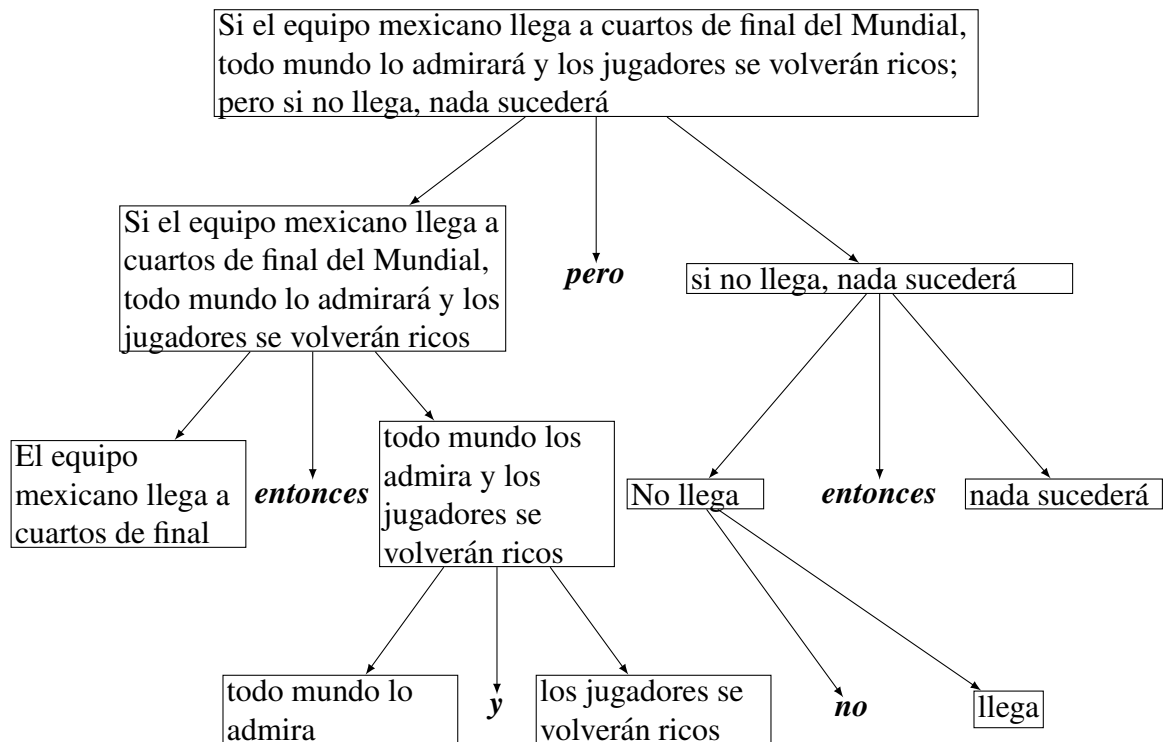 Si el equipo mexicano llega a cuartos de final del Mundial,
todo mundo lo admirará y los jugadores se volverán ricos;
pero si no llega, nada sucederá
Si el equipo mexicano llega a
cuartos de final del Mundial,
todo mundo lo admirará y los
jugadores se volverán ricos
pero
si no llega, nada sucederá
El equipo
mexicano llega a
cuartos de final
entonces
todo mundo los
admira y los
jugadores se
volverán ricos
No llega
entonces
nada sucederá
todo mundo lo
admira
y
los jugadores se
volverán ricos
no
llega